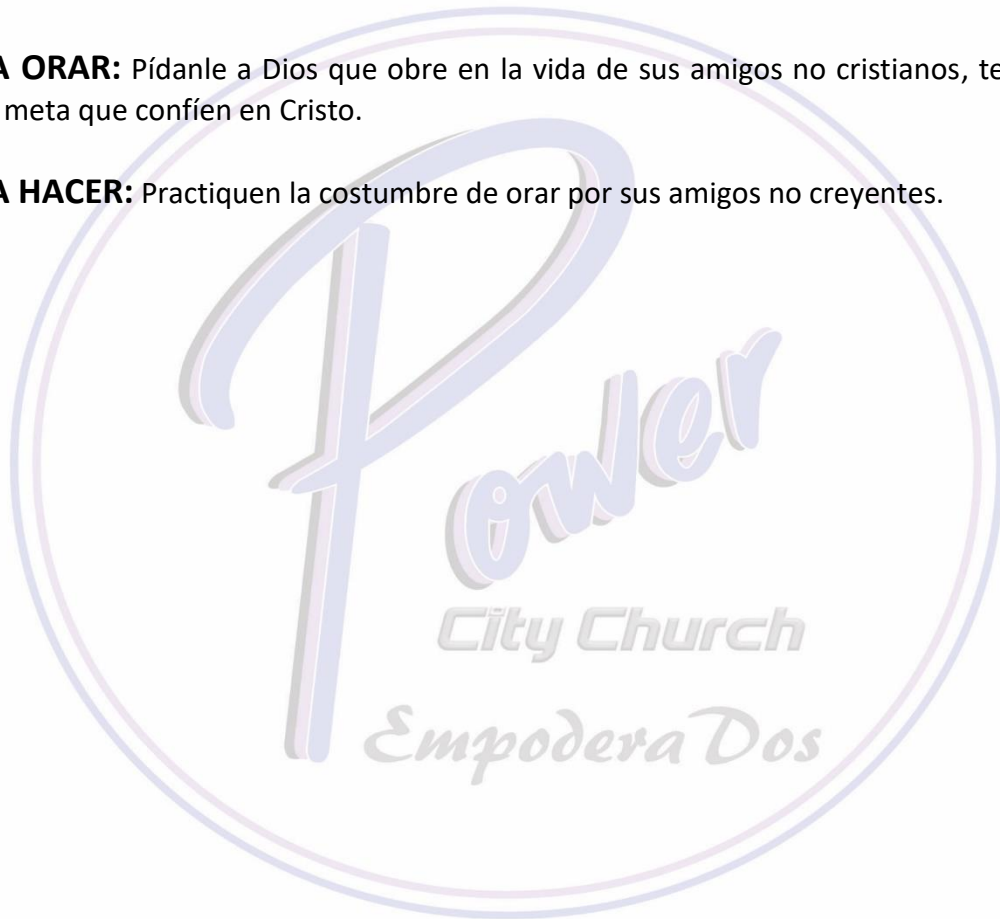 A ORAR: Pídanle a Dios que obre en la vida de sus amigos no cristianos, te
meta que confíen en Cristo.
A HACER: Practiquen la costumbre de orar por sus amigos no creyentes.
Power
City Church
EmpoderaDos